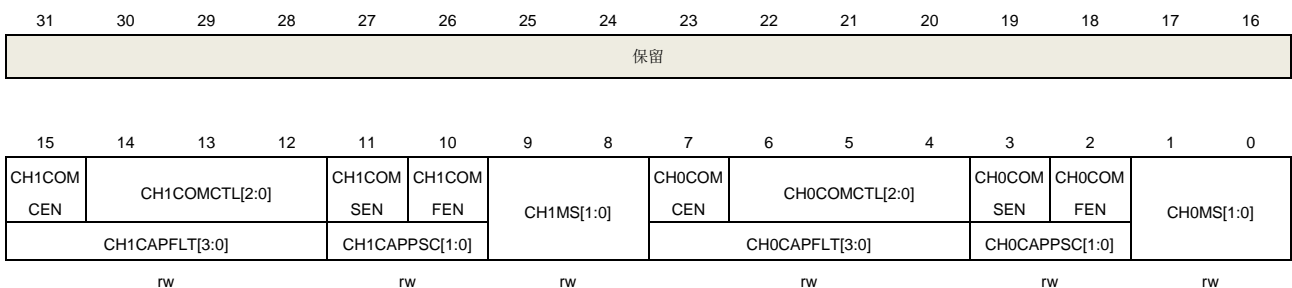 31 30 29 28 27 26 25 24 23 22 21 20 19 18 17 16
保留
15 14 13 12 11 10 9 8 7 6 5 4 3 2 1 0
CH1COM CEN CH1COMCTL[2:0] CH1COM SEN CH1COM FEN CH1MS[1:0] CH0COM CEN CH0COMCTL[2:0] CH0COM SEN CH0COM FEN CH0MS[1:0]
CH1CAPFLT[3:0] CH1CAPPSC[1:0] CH0CAPFLT[3:0] CH0CAPPSC[1:0]
rw rw rw rw rw rw